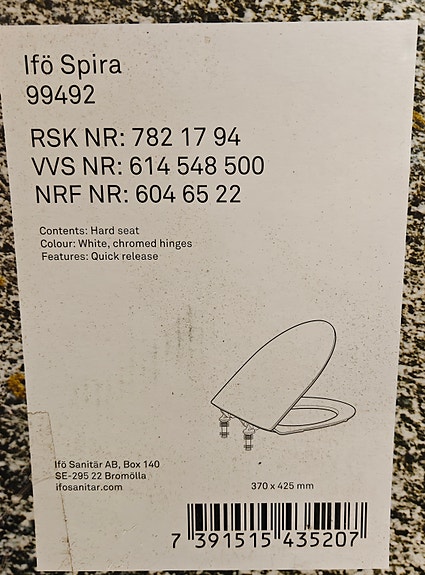 Ifö Spira
99492
RSK NR: 782 17 94
VVS NR: 614 548 500
NRF NR: 604 65 22
Contents: Hard seat
Colour: White, chromed hinges
Features: Quick release
Ifö Sanitär AB, Box 140
SE-295 22 Bromölla
ifosanitar.com
370 x 425 mm
7 391515 435207